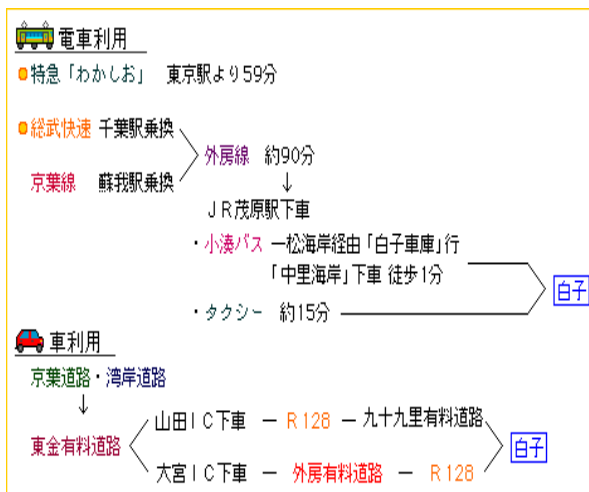 電車利用
特急「わかしお」 東京駅より59分
総武快速 千葉駅乗換
京葉線 蘇我駅乗換
外房線 約90分
↓
JR茂原駅下車
・小湊バス 一松海岸経由「白子車庫」行
「中里海岸」下車 徒歩1分
・タクシー 約15分
白子
車利用
京葉道路・湾岸道路
↓
東金有料道路
山田IC下車 ― R128 ― 九十九里有料道路
大宮IC下車 ― 外房有料道路 ― R128
白子